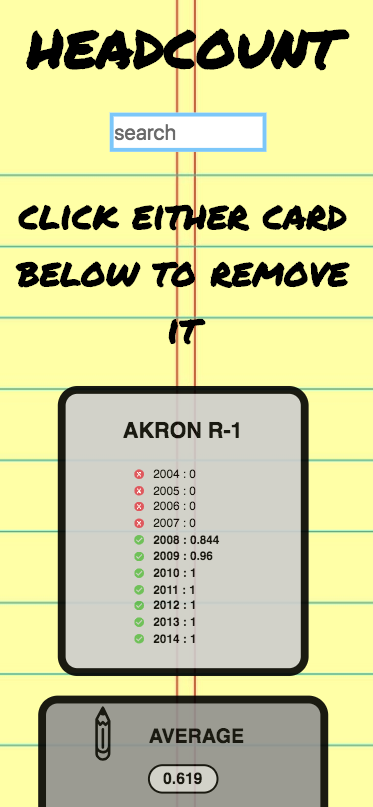 HEADCOUNT
search
CLICK EITHER CARD
BELOW TO REMOVE
IT
AKRON R-1
2004 : 0
2005 : 0
2006 : 0
2007 : 0
2008 : 0.844
2009 : 0.96
2010 : 1
2011 : 1
2012 : 1
2013 : 1
2014 : 1
AVERAGE
0.619